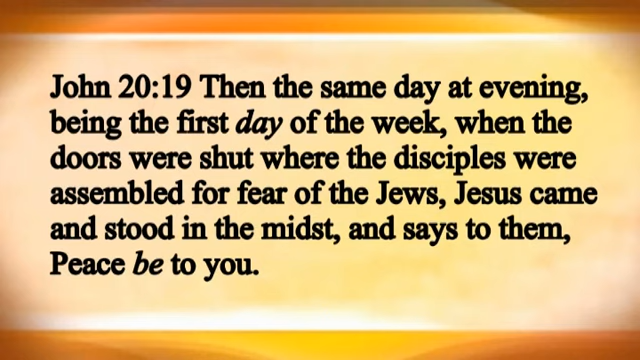 John 20:19 Then the same day at evening,
being the first day of the week, when the
doors were shut where the disciples were
assembled for fear of the Jews, Jesus came
and stood in the midst, and says to them,
Peace be to you.